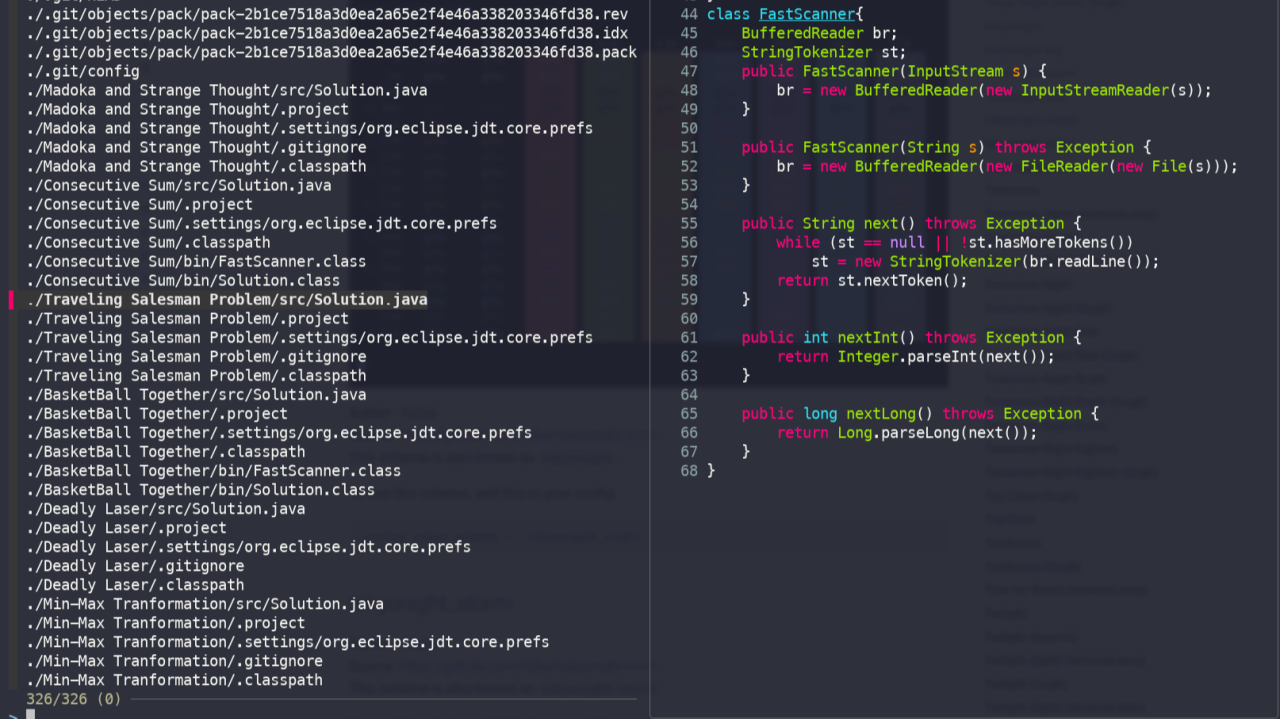 ./.git/objects/pack/pack-2b1ce7518a3d0ea2a65e2f4e46a338203346fd38.rev
./.git/objects/pack/pack-2b1ce7518a3d0ea2a65e2f4e46a338203346fd38.idx
./.git/objects/pack/pack-2b1ce7518a3d0ea2a65e2f4e46a338203346fd38.pack
./.git/config
./Madoka and Strange Thought/src/Solution.java
./Madoka and Strange Thought/.project
./Madoka and Strange Thought/.settings/org.eclipse.jdt.core.prefs
./Madoka and Strange Thought/.gitignore
./Madoka and Strange Thought/.classpath
./Consecutive Sum/src/Solution.java
./Consecutive Sum/.project
./Consecutive Sum/.settings/org.eclipse.jdt.core.prefs
./Consecutive Sum/.classpath
./Consecutive Sum/bin/FastScanner.class
./Consecutive Sum/bin/Solution.class
./Traveling Salesman Problem/src/Solution.java
./Traveling Salesman Problem/.project
./Traveling Salesman Problem/.settings/org.eclipse.jdt.core.prefs
./Traveling Salesman Problem/.gitignore
./Traveling Salesman Problem/.classpath
./BasketBall Together/src/Solution.java
./BasketBall Together/.project
./BasketBall Together/.settings/org.eclipse.jdt.core.prefs
./BasketBall Together/.classpath
./BasketBall Together/bin/FastScanner.class
./BasketBall Together/bin/Solution.class
./Deadly Laser/src/Solution.java
./Deadly Laser/.project
./Deadly Laser/.settings/org.eclipse.jdt.core.prefs
./Deadly Laser/.gitignore
./Deadly Laser/.classpath
./Min-Max Tranformation/src/Solution.java
./Min-Max Tranformation/.project
./Min-Max Tranformation/.settings/org.eclipse.jdt.core.prefs
./Min-Max Tranformation/.gitignore
./Min-Max Tranformation/.classpath
326/326 (0)
>
44 class FastScanner{
45     BufferedReader br;
46     StringTokenizer st;
47     public FastScanner(InputStream s) {
48         br = new BufferedReader(new InputStreamReader(s));
49     }
50
51     public FastScanner(String s) throws Exception {
52         br = new BufferedReader(new FileReader(new File(s)));
53     }
54
55     public String next() throws Exception {
56         while (st == null || !st.hasMoreTokens())
57             st = new StringTokenizer(br.readLine());
58         return st.nextToken();
59     }
60
61     public int nextInt() throws Exception {
62         return Integer.parseInt(next());
63     }
64
65     public long nextLong() throws Exception {
66         return Long.parseLong(next());
67     }
68 }